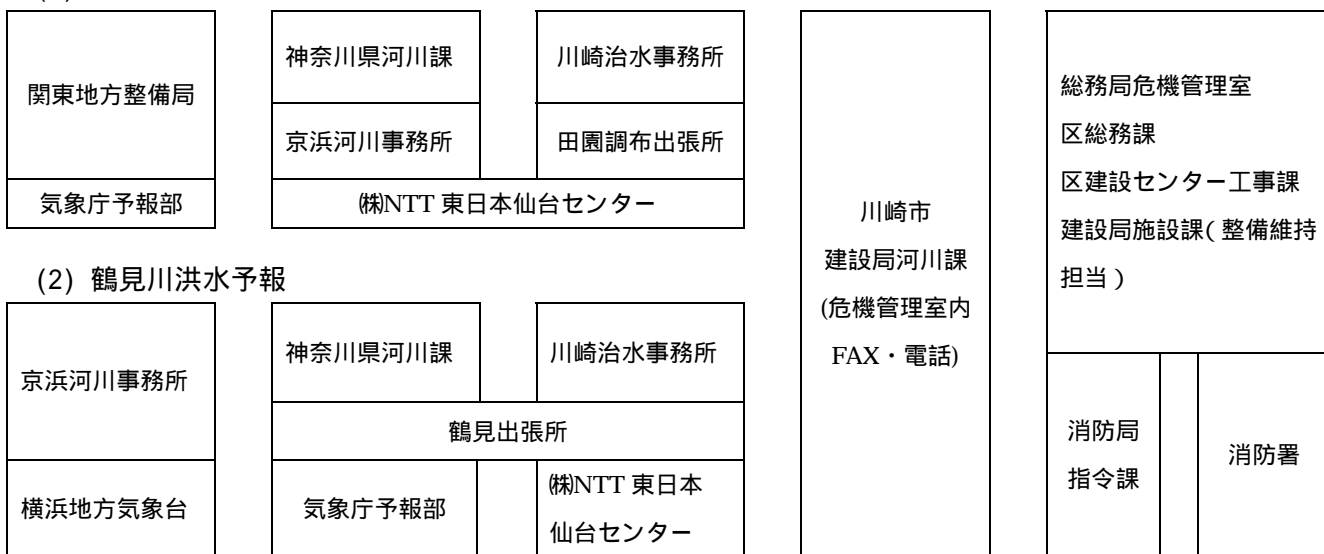 関東地方整備局
気象庁予報部
神奈川県河川課
川崎治水事務所
京浜河川事務所
田園調布出張所
㈱NTT 東日本仙台センター
(2) 鶴見川洪水予報
京浜河川事務所
横浜地方気象台
神奈川県河川課
川崎治水事務所
鶴見出張所
気象庁予報部
㈱NTT 東日本
仙台センター
川崎市
建設局河川課
(危機管理室内
FAX・電話)
総務局危機管理室
区総務課
区建設センター工事課
建設局施設課(整備維持
担当)
消防局
指令課
消防署